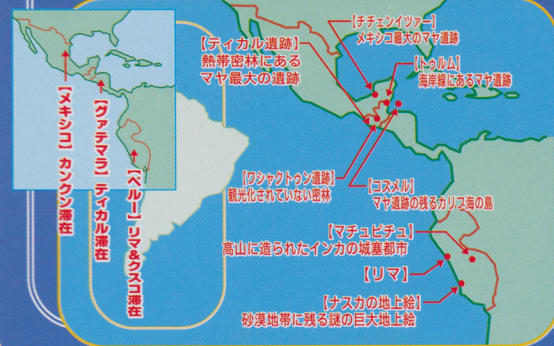 【メキシコ】カンクン滞在
【グァテマラ】ティカル滞在
【ペルー】リマ&クスコ滞在
【チチェンイツァー】
メキシコ最大のマヤ遺跡
【ティカル遺跡】
熱帯密林にある
マヤ最大の遺跡
【トゥルム】
海岸線にあるマヤ遺跡
【ワシャクトゥン遺跡】
観光化されていない密林
【コスメル】
マヤ遺跡の残るカリブ海の島
【マチュピチュ】
高山に造られたインカの城塞都市
【リマ】
【ナスカの地上絵】
砂漠地帯に残る謎の巨大地上絵